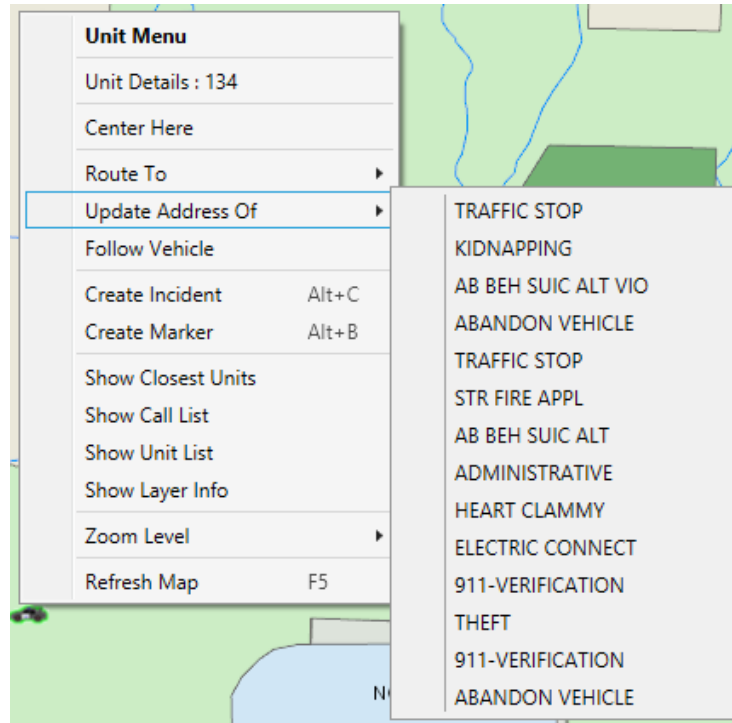 Unit Menu
Unit Details : 134
Center Here
Route To
Update Address Of
Follow Vehicle
Create Incident Alt+C
Create Marker Alt+B
Show Closest Units
Show Call List
Show Unit List
Show Layer Info
Zoom Level
Refresh Map F5
TRAFFIC STOP
KIDNAPPING
AB BEH SUIC ALT VIO
ABANDON VEHICLE
TRAFFIC STOP
STR FIRE APPL
AB BEH SUIC ALT
ADMINISTRATIVE
HEART CLAMMY
ELECTRIC CONNECT
911-VERIFICATION
THEFT
911-VERIFICATION
ABANDON VEHICLE